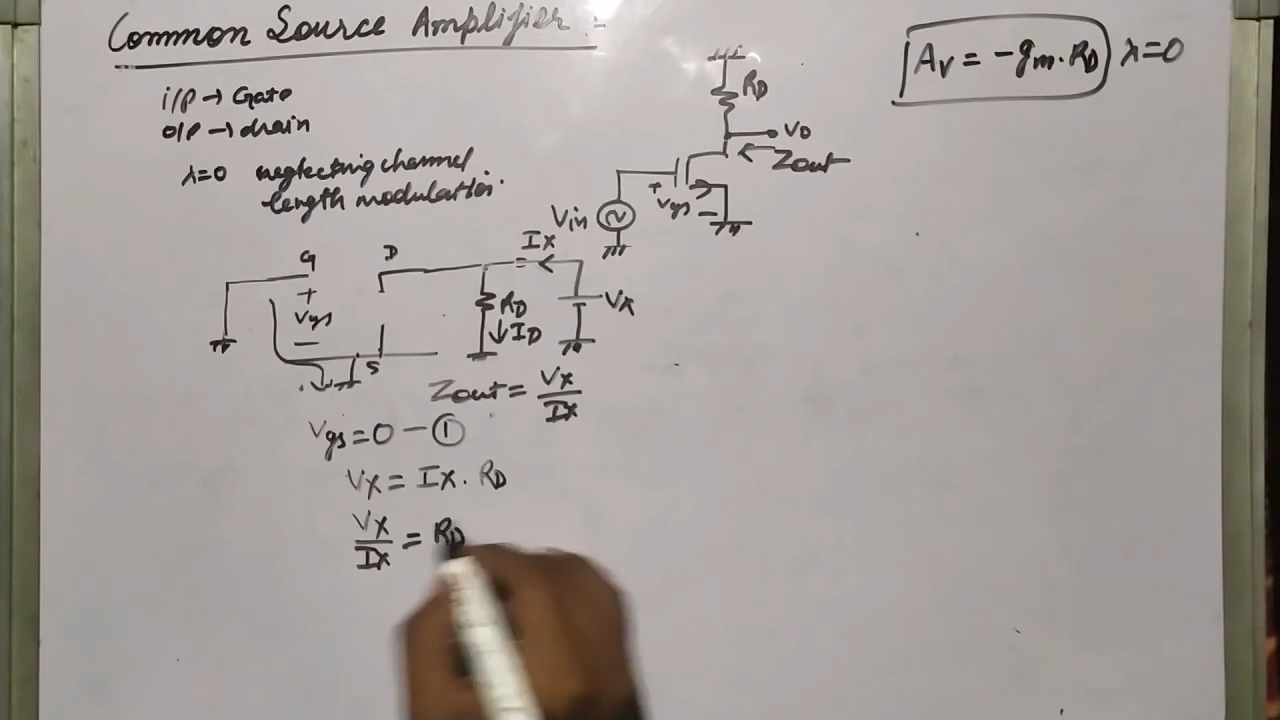 Common Source Amplifier :-
Av = -gm.RD λ=0
i/p → Gate
o/p → drain
λ=0 neglecting channel
length modulation.
RD
VD
Zout
Vin
+
Vgs
-
G
D
IX
+
Vgs
-
S
RD
↓ID
VX
Zout = VX/IX
Vgs = 0 - ①
VX = IX . RD
VX/IX = RD